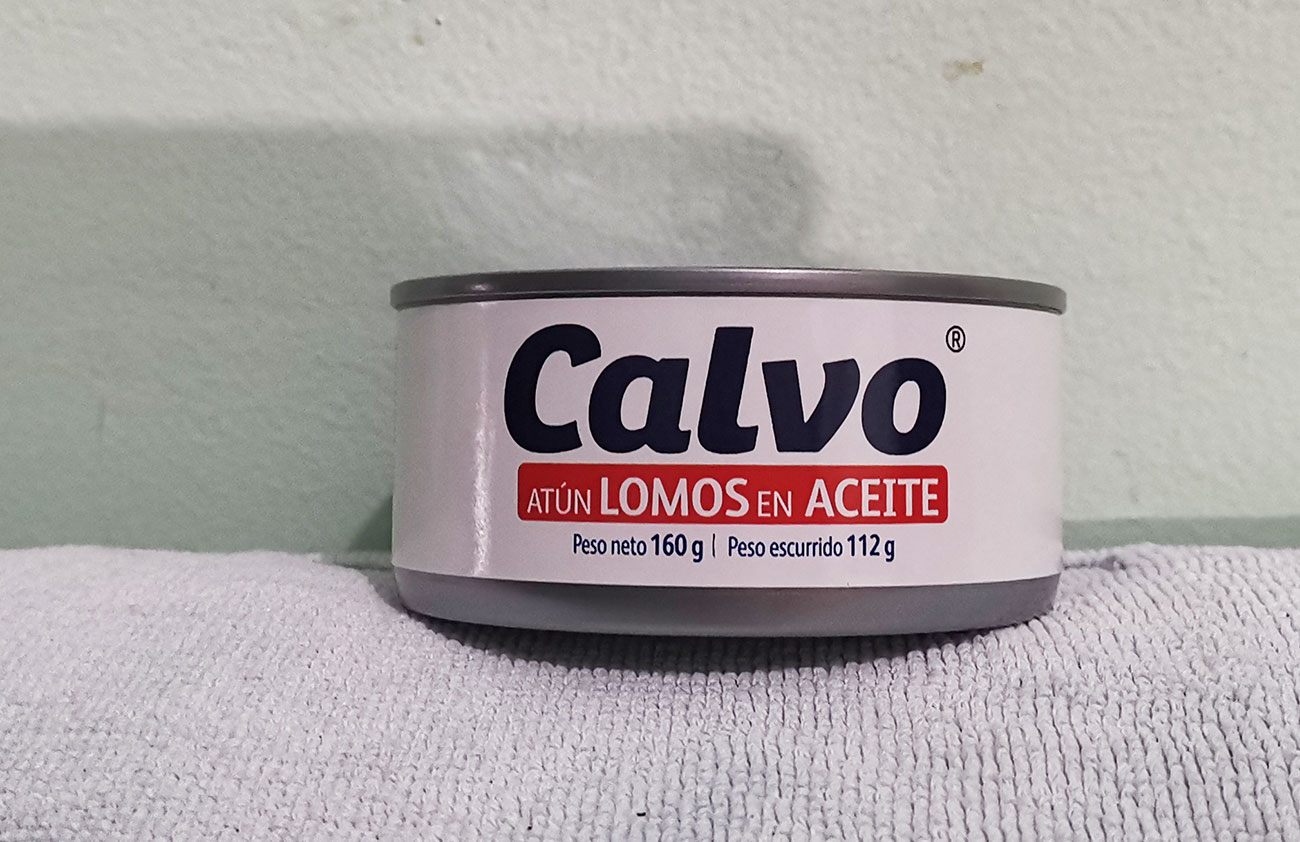 Calvo®
ATÚN LOMOS EN ACEITE
Peso neto 160 g | Peso escurrido 112 g